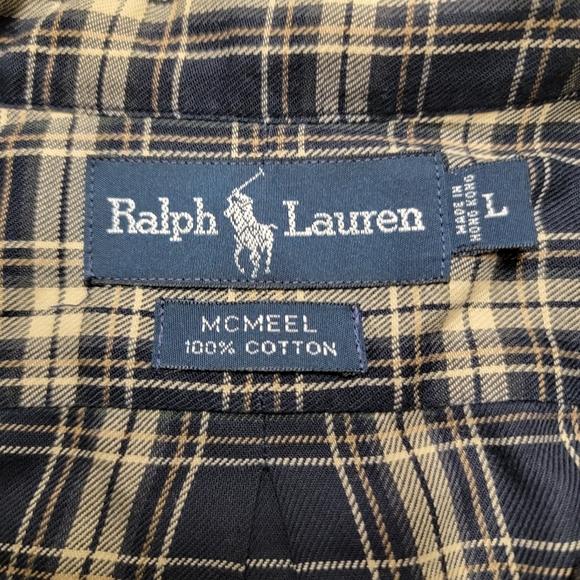 Ralph Lauren
MADE IN
HONG KONG
L
MCMEEL
100% COTTON